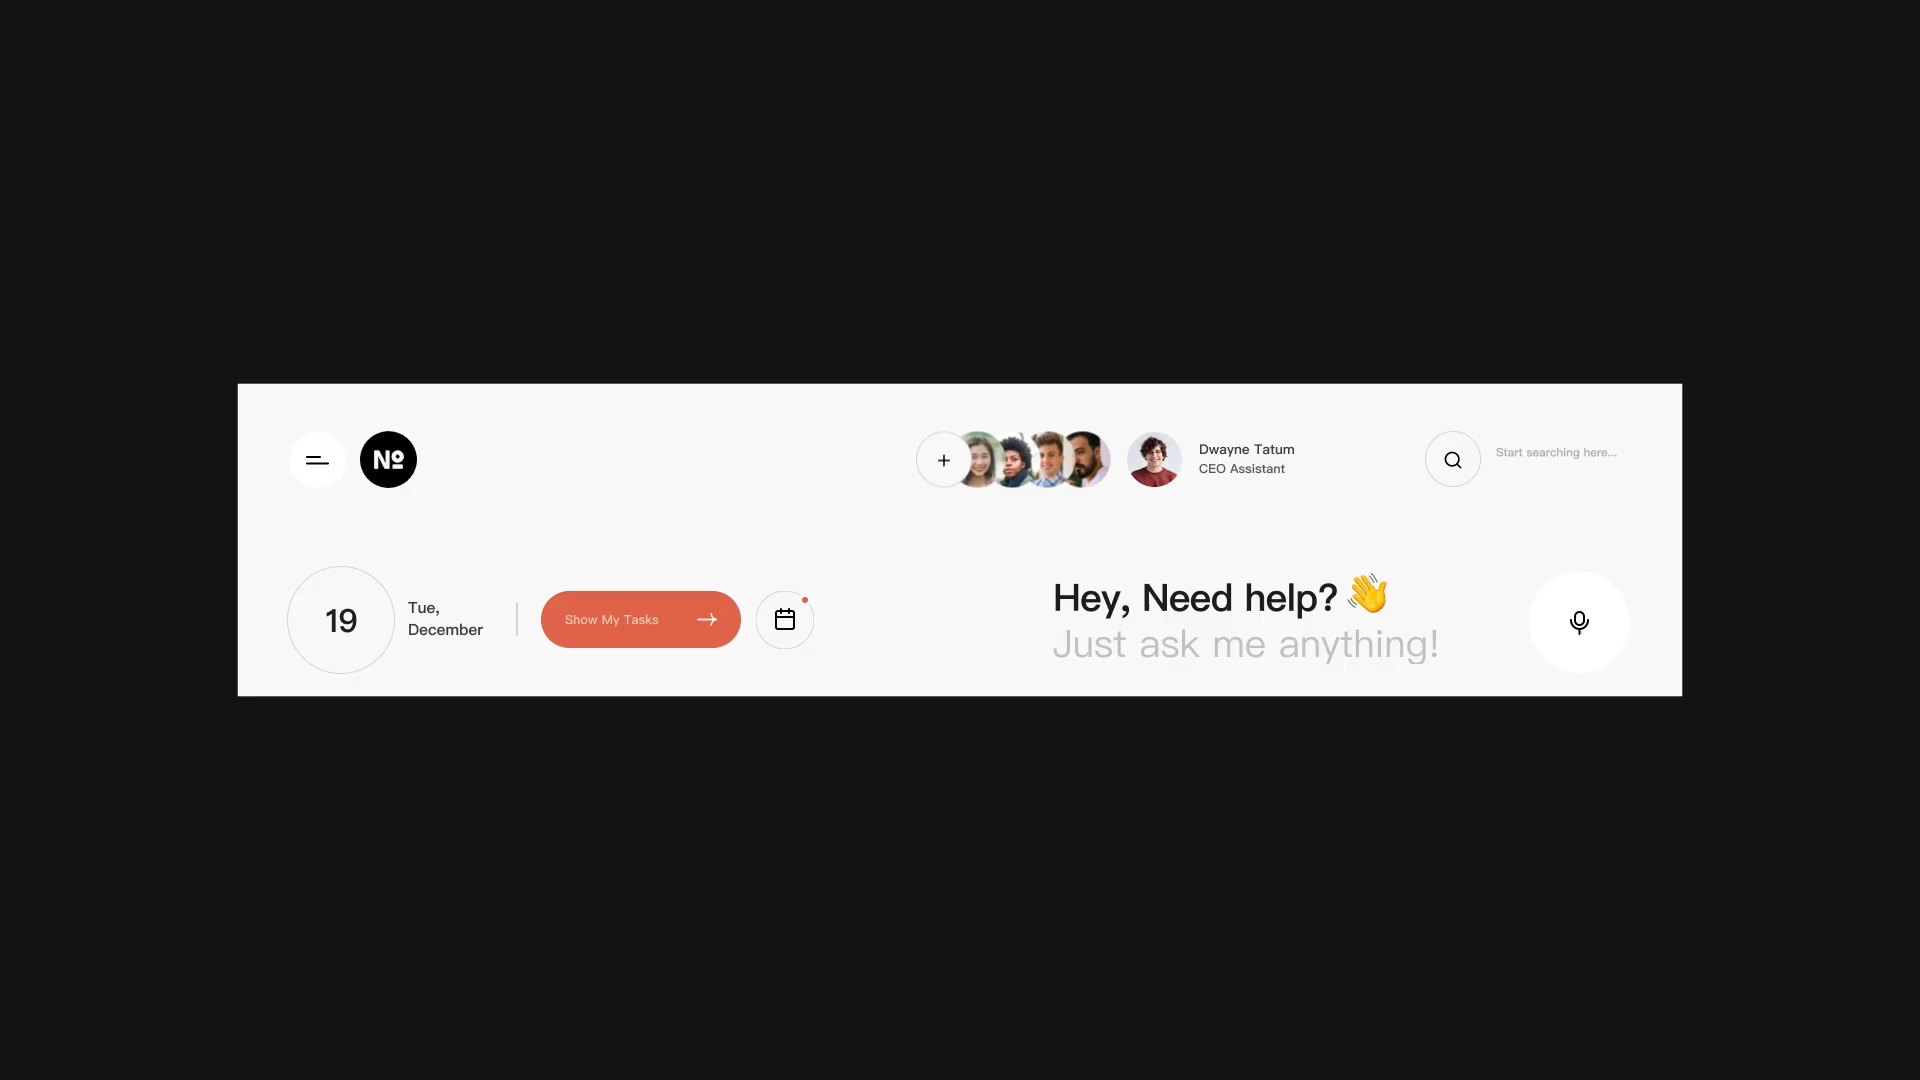 Nº
Dwayne Tatum
CEO Assistant
Start searching here...
19
Tue,
December
Show My Tasks
Hey, Need help? 👋
Just ask me anything!